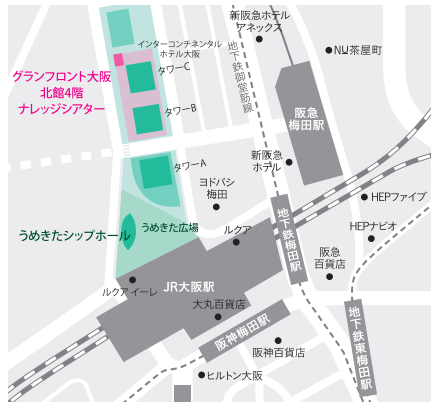 新阪急ホテル
アネックス
NU茶屋町
インターコンチネンタル
ホテル大阪
地下鉄御堂筋線
タワーC
グランフロント大阪
北館4階
ナレッジシアター
タワーB
阪急
梅田駅
新阪急
ホテル
タワーA
ヨドバシ
梅田
HEPファイブ
うめきたシップホール
うめきた広場
ルクア
地下鉄梅田駅
HEPナビオ
阪急
百貨店
JR大阪駅
ルクア イーレ
大丸百貨店
阪神梅田駅
阪神百貨店
地下鉄東梅田駅
ヒルトン大阪